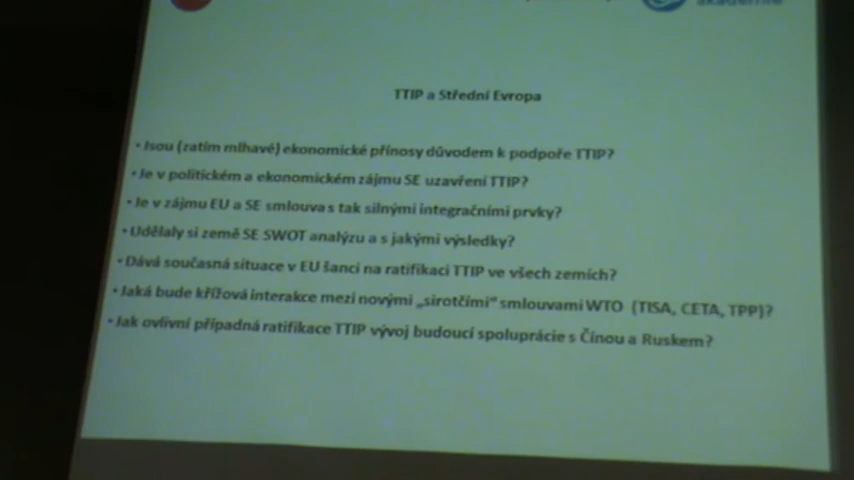 akademie
TTIP a Střední Evropa
• Jsou (zatím mlhavé) ekonomické přínosy důvodem k podpoře TTIP?
• Je v politickém a ekonomickém zájmu SE uzavření TTIP?
• Je v zájmu EU a SE smlouva s tak silnými integračními prvky?
• Udělaly si země SE SWOT analýzu a s jakými výsledky?
• Dává současná situace v EU šanci na ratifikaci TTIP ve všech zemích?
• Jaká bude křížová interakce mezi novými „sirotčími“ smlouvami WTO (TISA, CETA, TPP)?
• Jak ovlivní případná ratifikace TTIP vývoj budoucí spolupráce s Čínou a Ruskem?